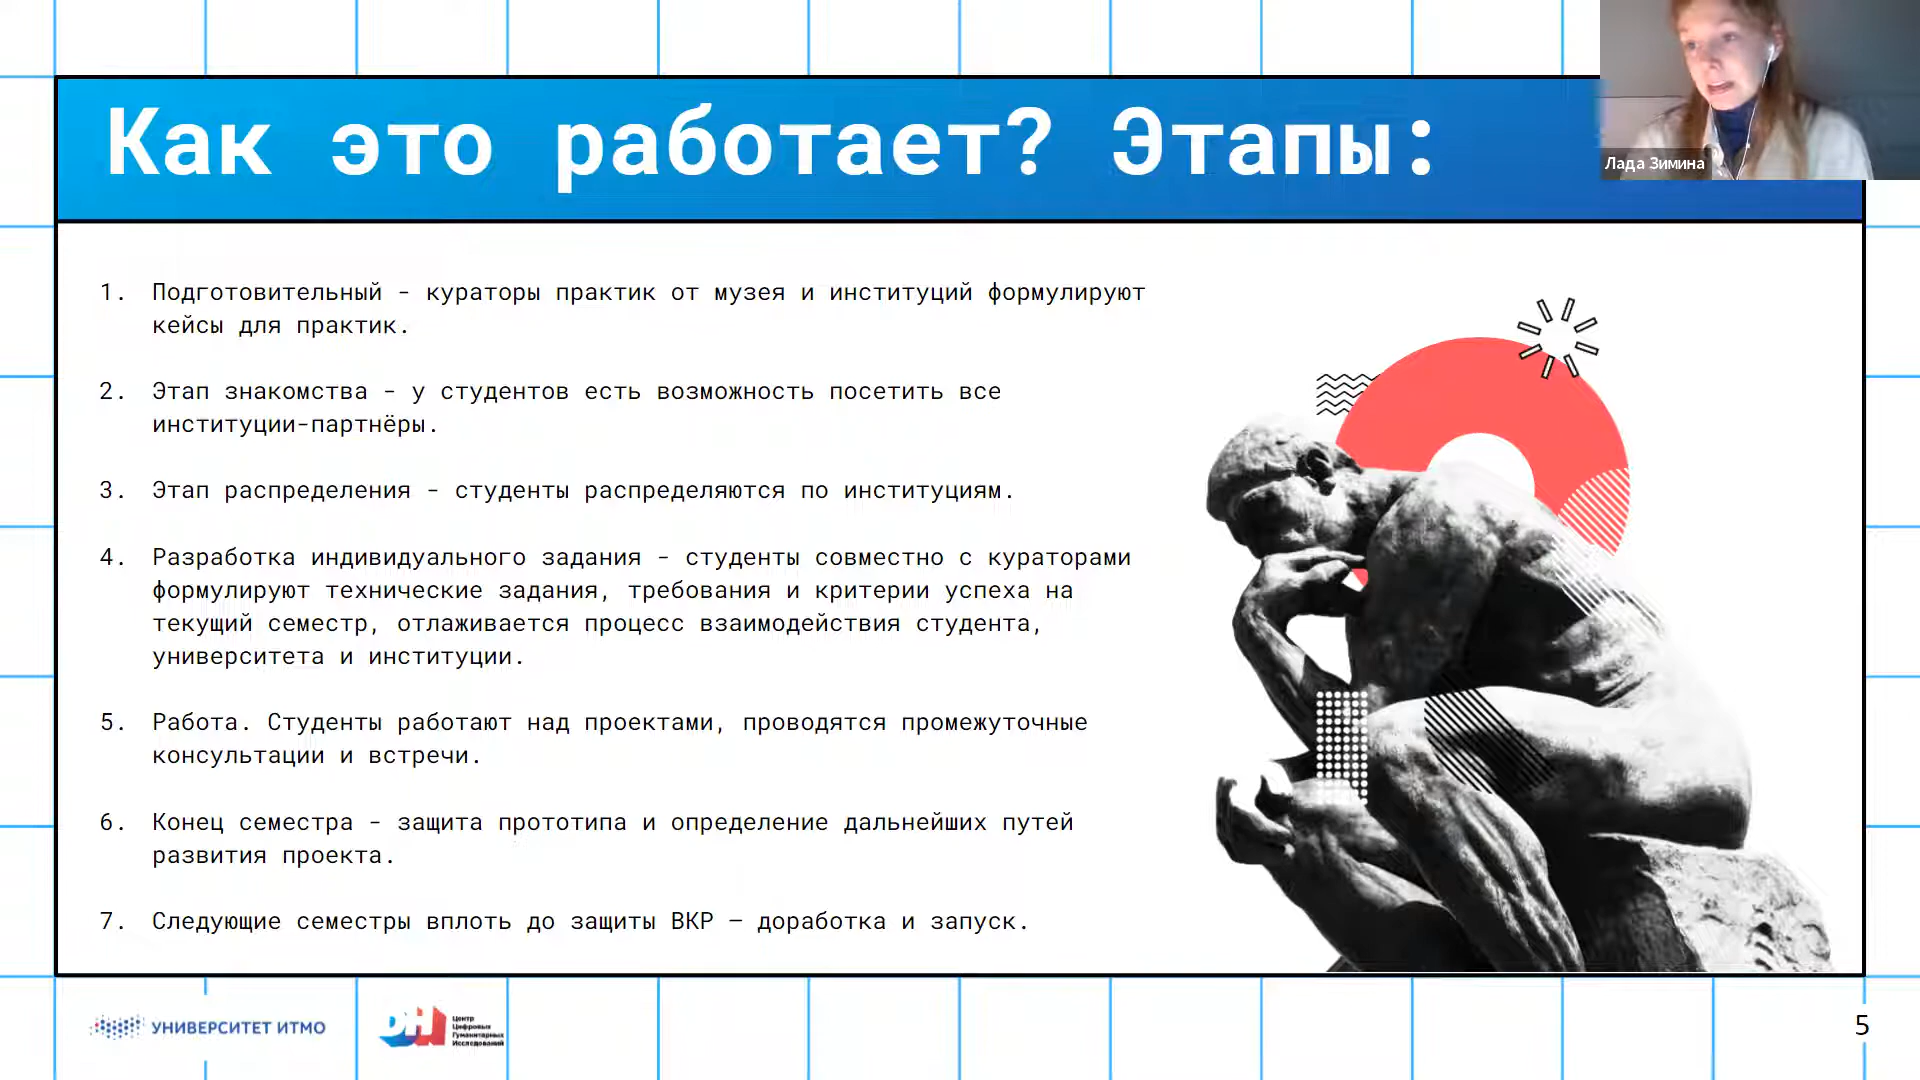 Как это работает? Этапы:
Лада Зимина
1. Подготовительный - кураторы практик от музея и институций формулируют
кейсы для практик.
2. Этап знакомства - у студентов есть возможность посетить все
институции-партнёры.
3. Этап распределения - студенты распределяются по институциям.
4. Разработка индивидуального задания - студенты совместно с кураторами
формулируют технические задания, требования и критерии успеха на
текущий семестр, отлаживается процесс взаимодействия студента,
университета и институции.
5. Работа. Студенты работают над проектами, проводятся промежуточные
консультации и встречи.
6. Конец семестра - защита прототипа и определение дальнейших путей
развития проекта.
7. Следующие семестры вплоть до защиты ВКР — доработка и запуск.
УНИВЕРСИТЕТ ИТМО
DH
Центр
Цифровых
Гуманитарных
Исследований
5